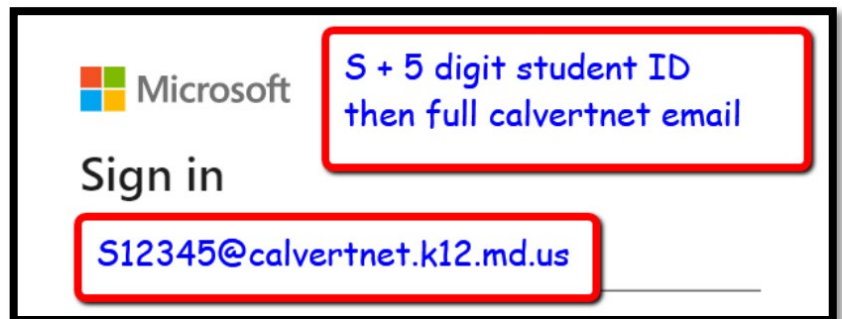 Microsoft
S + 5 digit student ID
then full calvertnet email
Sign in
S12345@calvertnet.k12.md.us